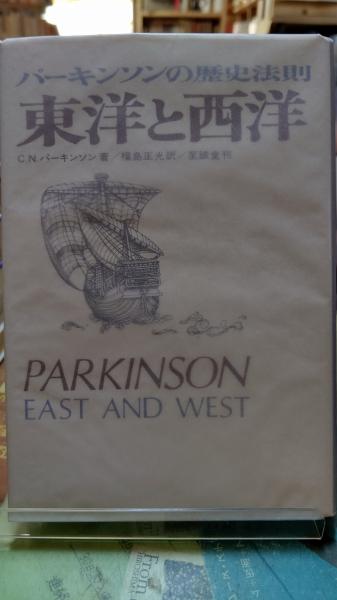 パーキンソンの歴史法則
東洋と西洋
C.N.パーキンソン著/福島正光訳/至誠堂刊
PARKINSON
EAST AND WEST
From